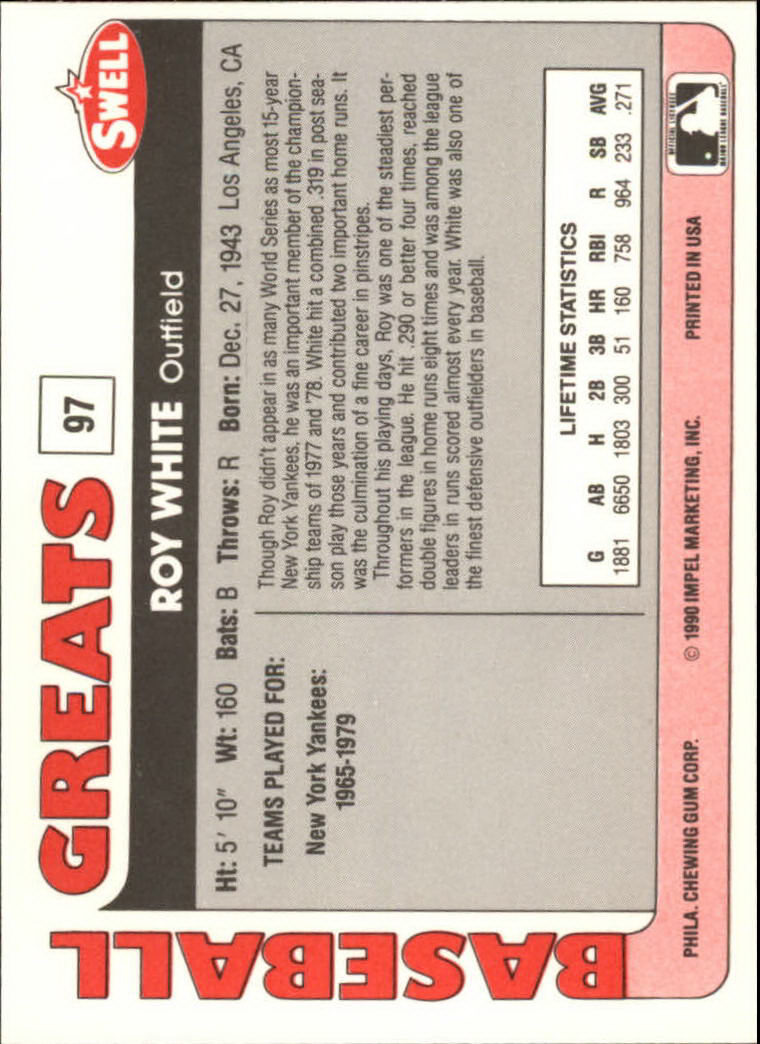 BASEBALL
GREATS
97
SWELL
ROY WHITE Outfield
Ht: 5' 10" Wt: 160 Bats: B Throws: R Born: Dec. 27, 1943 Los Angeles, CA
TEAMS PLAYED FOR:
New York Yankees:
1965-1979
Though Roy didn't appear in as many World Series as most 15-year
New York Yankees, he was an important member of the champion-
ship teams of 1977 and '78. White hit a combined .319 in post sea-
son play those years and contributed two important home runs. It
was the culmination of a fine career in pinstripes.
Throughout his playing days, Roy was one of the steadiest per-
formers in the league. He hit .290 or better four times, reached
double figures in home runs eight times and was among the league
leaders in runs scored almost every year. White was also one of
the finest defensive outfielders in baseball.
LIFETIME STATISTICS
G AB H 2B 3B HR RBI R SB AVG
1881 6650 1803 300 51 160 758 964 233 .271
PHILA. CHEWING GUM CORP. © 1990 IMPEL MARKETING, INC. PRINTED IN USA
OFFICIAL LICENSEE
MAJOR LEAGUE BASEBALL